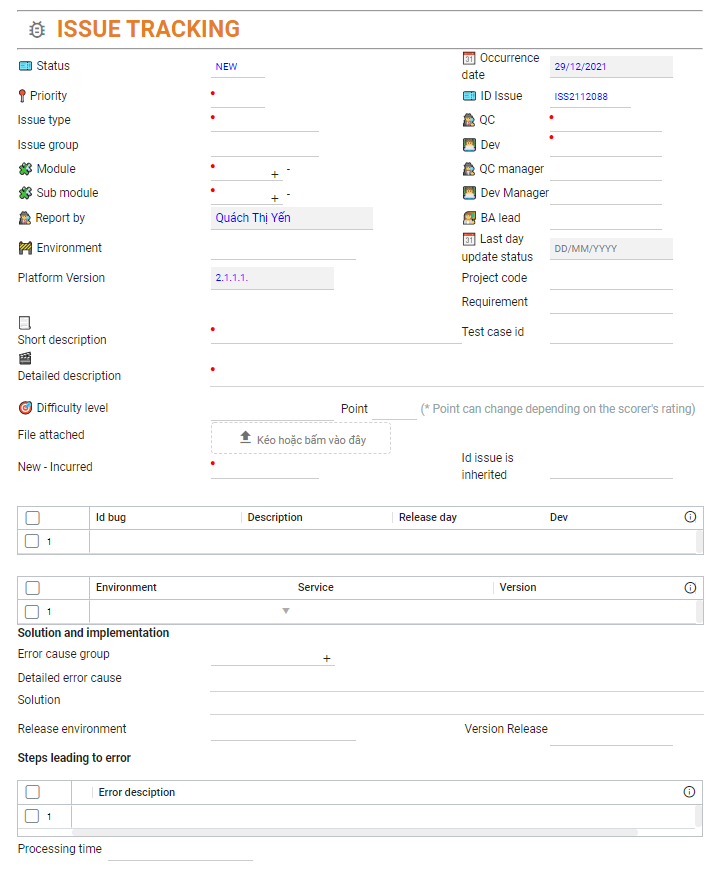 ISSUE TRACKING
Status NEW
31 Occurrence date 29/12/2021
Priority
ID Issue ISS2112088
Issue type
QC
Issue group
Dev
Module + -
QC manager
Sub module + -
Dev Manager
Report by Quách Thị Yến
BA lead
Environment
31 Last day update status DD/MM/YYYY
Platform Version 2.1.1.1.
Project code
Requirement
Short description
Test case id
Detailed description
Difficulty level Point (* Point can change depending on the scorer's rating)
File attached Kéo hoặc bấm vào đây
New - Incurred
Id issue is inherited
Id bug Description Release day Dev
1
Environment Service Version
1
Solution and implementation
Error cause group +
Detailed error cause
Solution
Release environment Version Release
Steps leading to error
Error desciption
1
Processing time